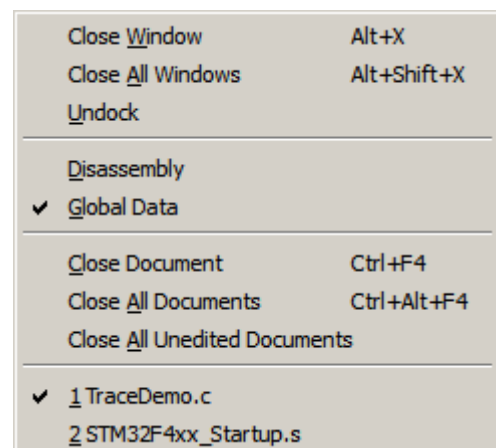 Close Window Alt+X
Close All Windows Alt+Shift+X
Undock
Disassembly
Global Data
Close Document Ctrl+F4
Close All Documents Ctrl+Alt+F4
Close All Unedited Documents
1 TraceDemo.c
2 STM32F4xx_Startup.s